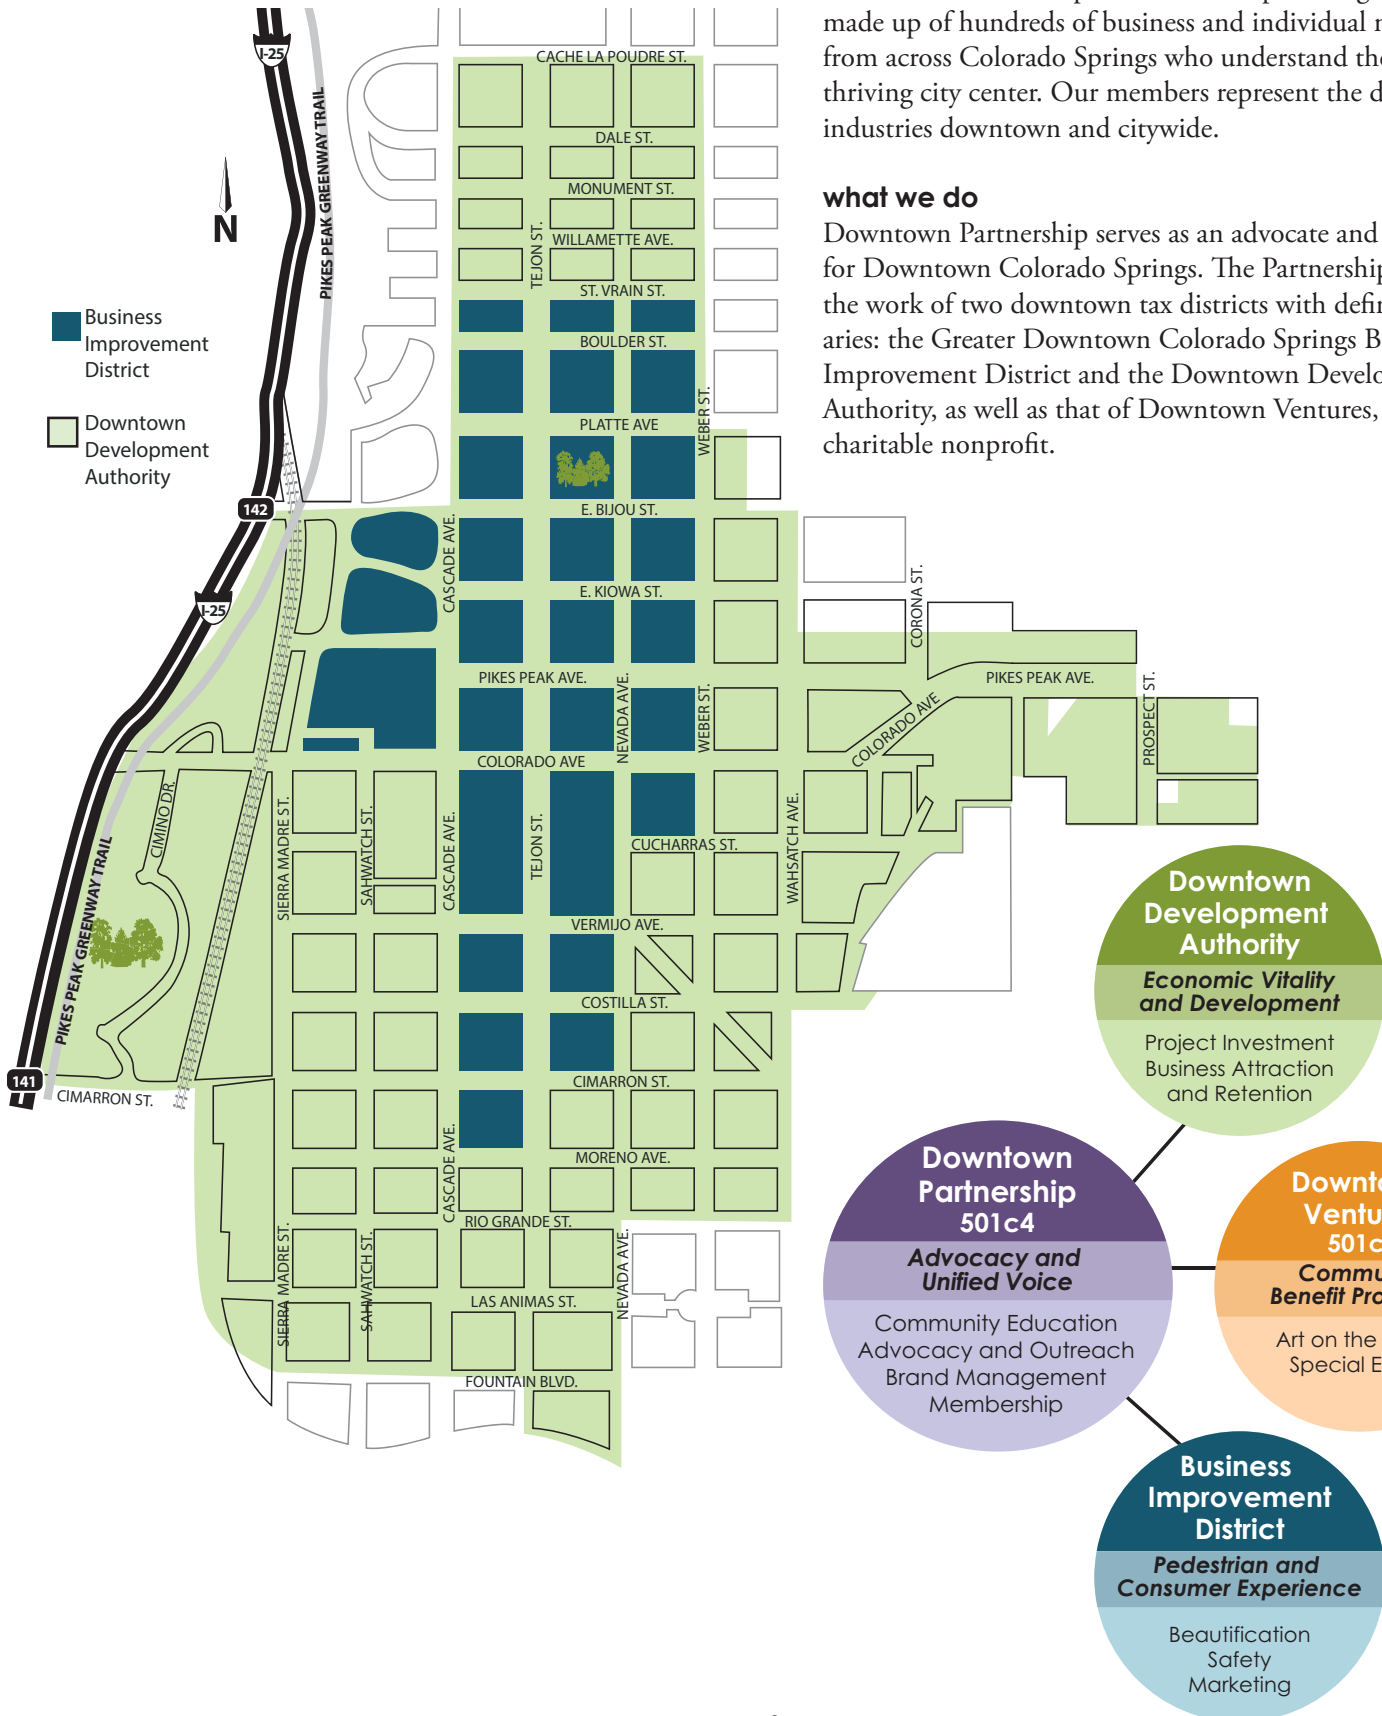 made up of hundreds of business and individual
from across Colorado Springs who understand the
thriving city center. Our members represent the
industries downtown and citywide.
what we do
Downtown Partnership serves as an advocate and
for Downtown Colorado Springs. The Partnership
the work of two downtown tax districts with
aries: the Greater Downtown Colorado Springs
Improvement District and the Downtown
Authority, as well as that of Downtown Ventures,
charitable nonprofit.
I-25
PIKES PEAK GREENWAY TRAIL
N
Business
Improvement
District
Downtown
Development
Authority
142
I-25
141
CIMARRON ST.
PIKES PEAK GREENWAY TRAIL
CIMINO DR.
CACHE LA POUDRE ST.
DALE ST.
MONUMENT ST.
TEJON ST.
WILLAMETTE AVE.
ST. VRAIN ST.
BOULDER ST.
WEBER ST.
PLATTE AVE
E. BIJOU ST.
CASCADE AVE.
E. KIOWA ST.
CORONA ST.
PIKES PEAK AVE.
PIKES PEAK AVE.
NEVADA AVE.
WEBER ST.
COLORADO AVE
PROSPECT ST.
COLORADO AVE
SIERRA MADRE ST.
SAHWATCH ST.
CASCADE AVE.
TEJON ST.
CUCHARRAS ST.
WAHSATCH AVE.
VERMIJO AVE.
COSTILLA ST.
CIMARRON ST.
CASCADE AVE.
MORENO AVE.
RIO GRANDE ST.
SIERRA MADRE ST.
SAHWATCH ST.
NEVADA AVE.
LAS ANIMAS ST.
FOUNTAIN BLVD.
Downtown
Development
Authority
Economic Vitality
and Development
Project Investment
Business Attraction
and Retention
Downtown
Partnership
501c4
Advocacy and
Unified Voice
Community Education
Advocacy and Outreach
Brand Management
Membership
501c
Benefit
Art on the
Special
Business
Improvement
District
Pedestrian and
Consumer Experience
Beautification
Safety
Marketing